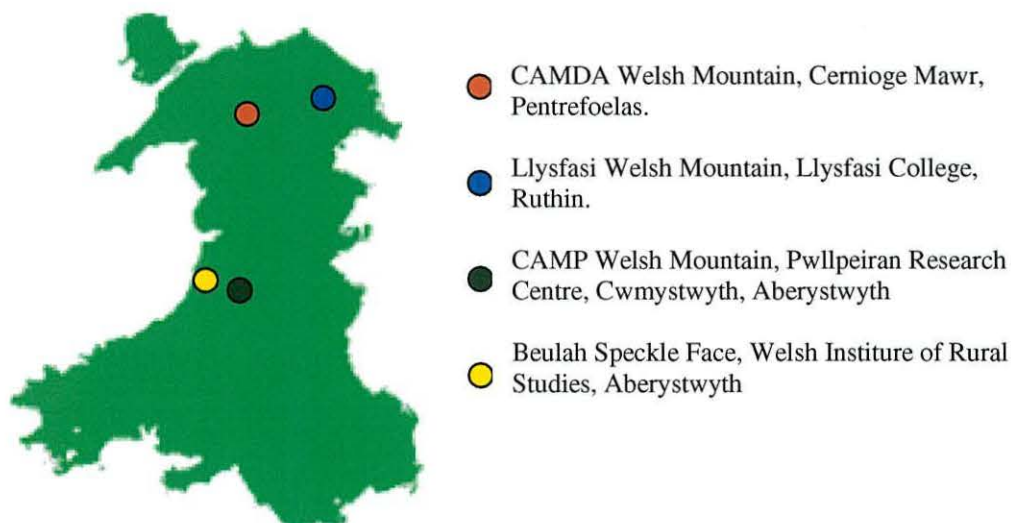 CAMDA Welsh Mountain, Cernioge Mawr,
Pentrefoelas.
Llysfasi Welsh Mountain, Llysfasi College,
Ruthin.
CAMP Welsh Mountain, Pwllpeiran Research
Centre, Cwmystwyth, Aberystwyth
Beulah Speckle Face, Welsh Institure of Rural
Studies, Aberystwyth